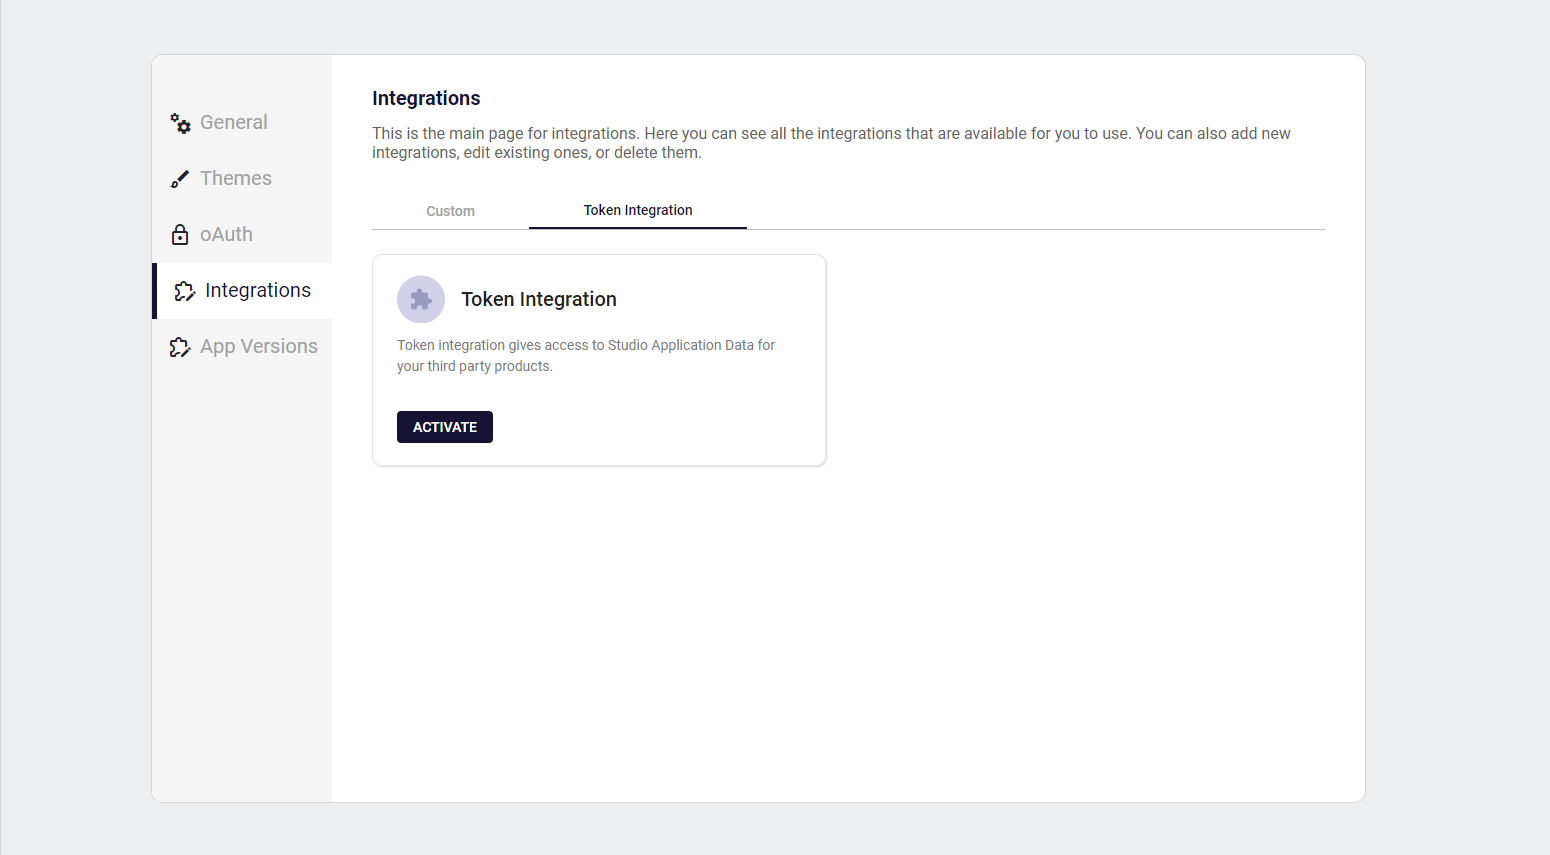 General
Themes
oAuth
Integrations
App Versions
Integrations
This is the main page for integrations. Here you can see all the integrations that are available for you to use. You can also add new
integrations, edit existing ones, or delete them.
Custom
Token Integration
Token Integration
Token integration gives access to Studio Application Data for
your third party products.
ACTIVATE